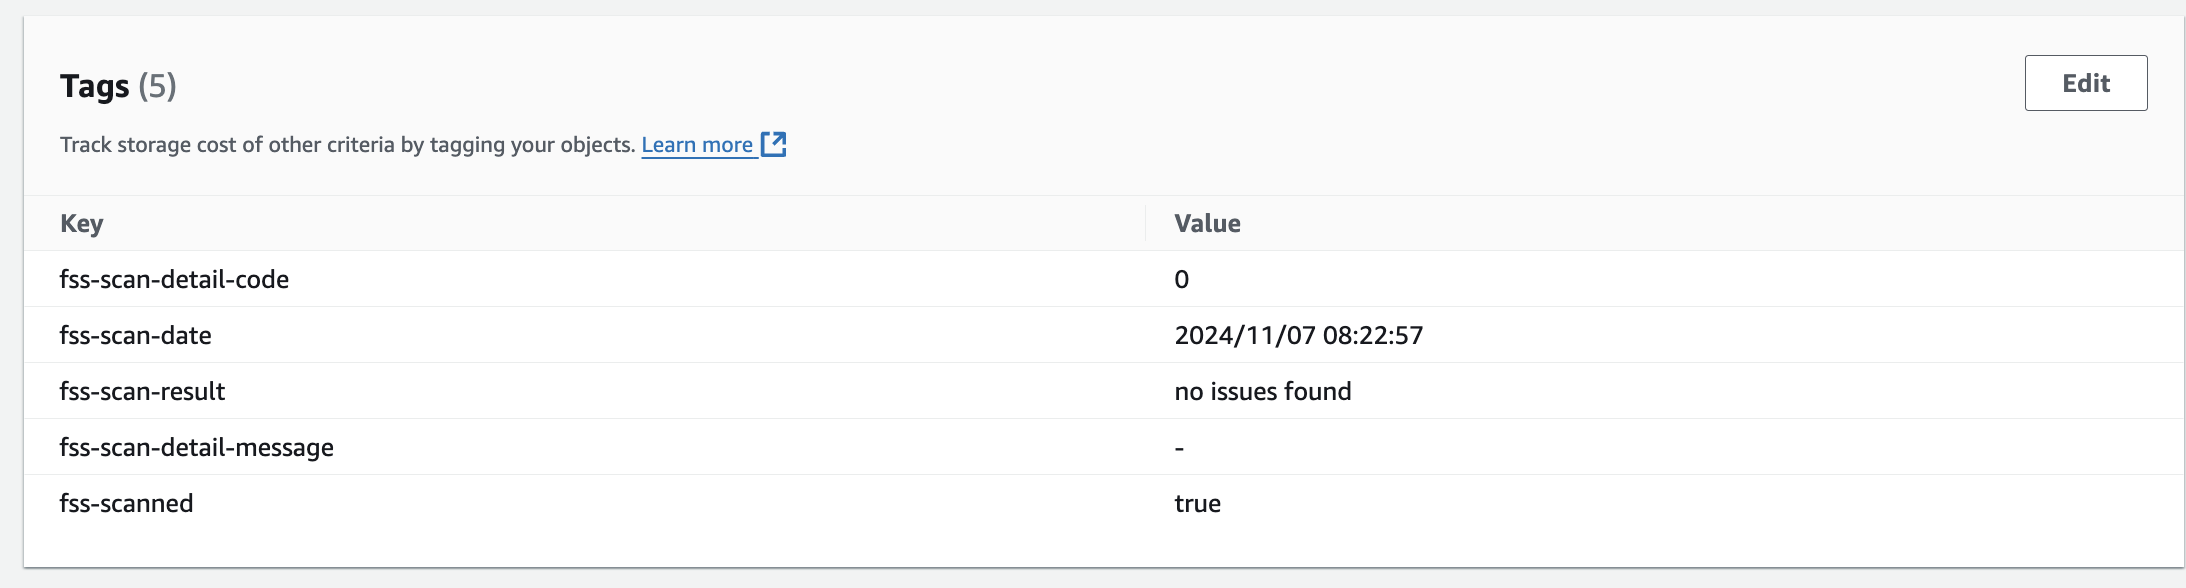 Tags (5)
Edit
Track storage cost of other criteria by tagging your objects. Learn more
Key Value
fss-scan-detail-code 0
fss-scan-date 2024/11/07 08:22:57
fss-scan-result no issues found
fss-scan-detail-message -
fss-scanned true